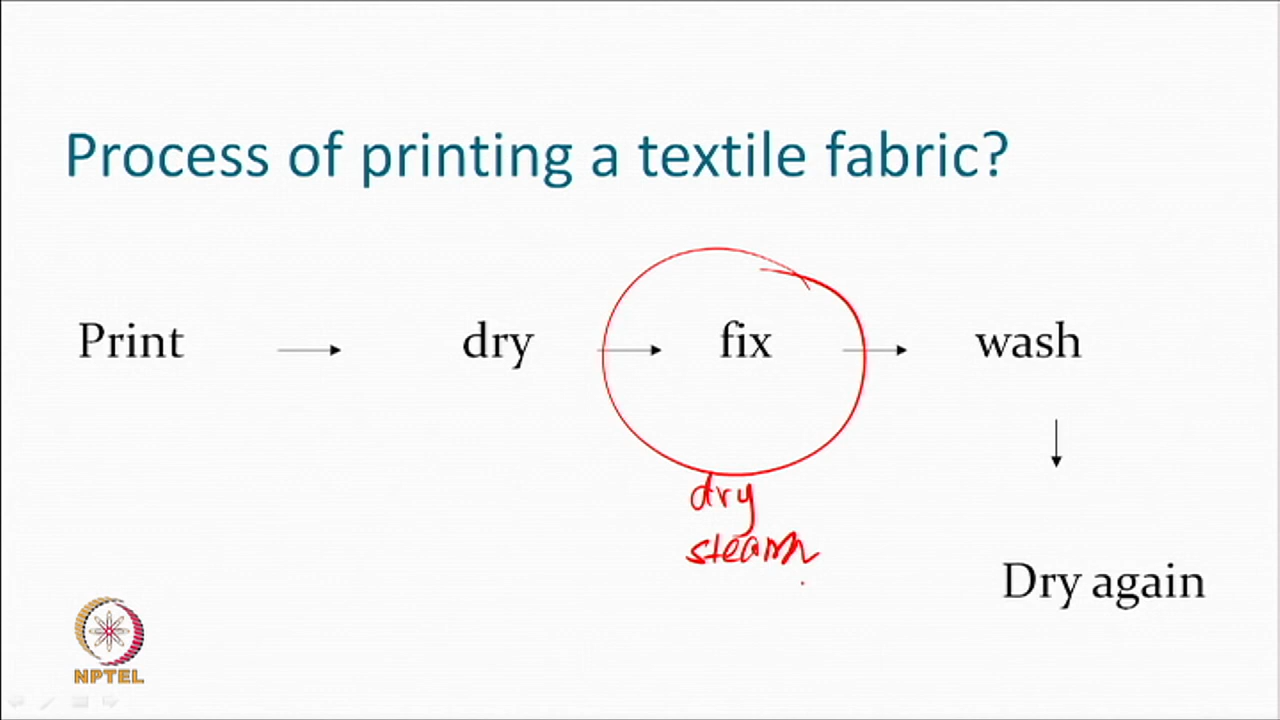 Process of printing a textile fabric?
Print → dry → fix → wash
↓
dry
steam
Dry again
NPTEL